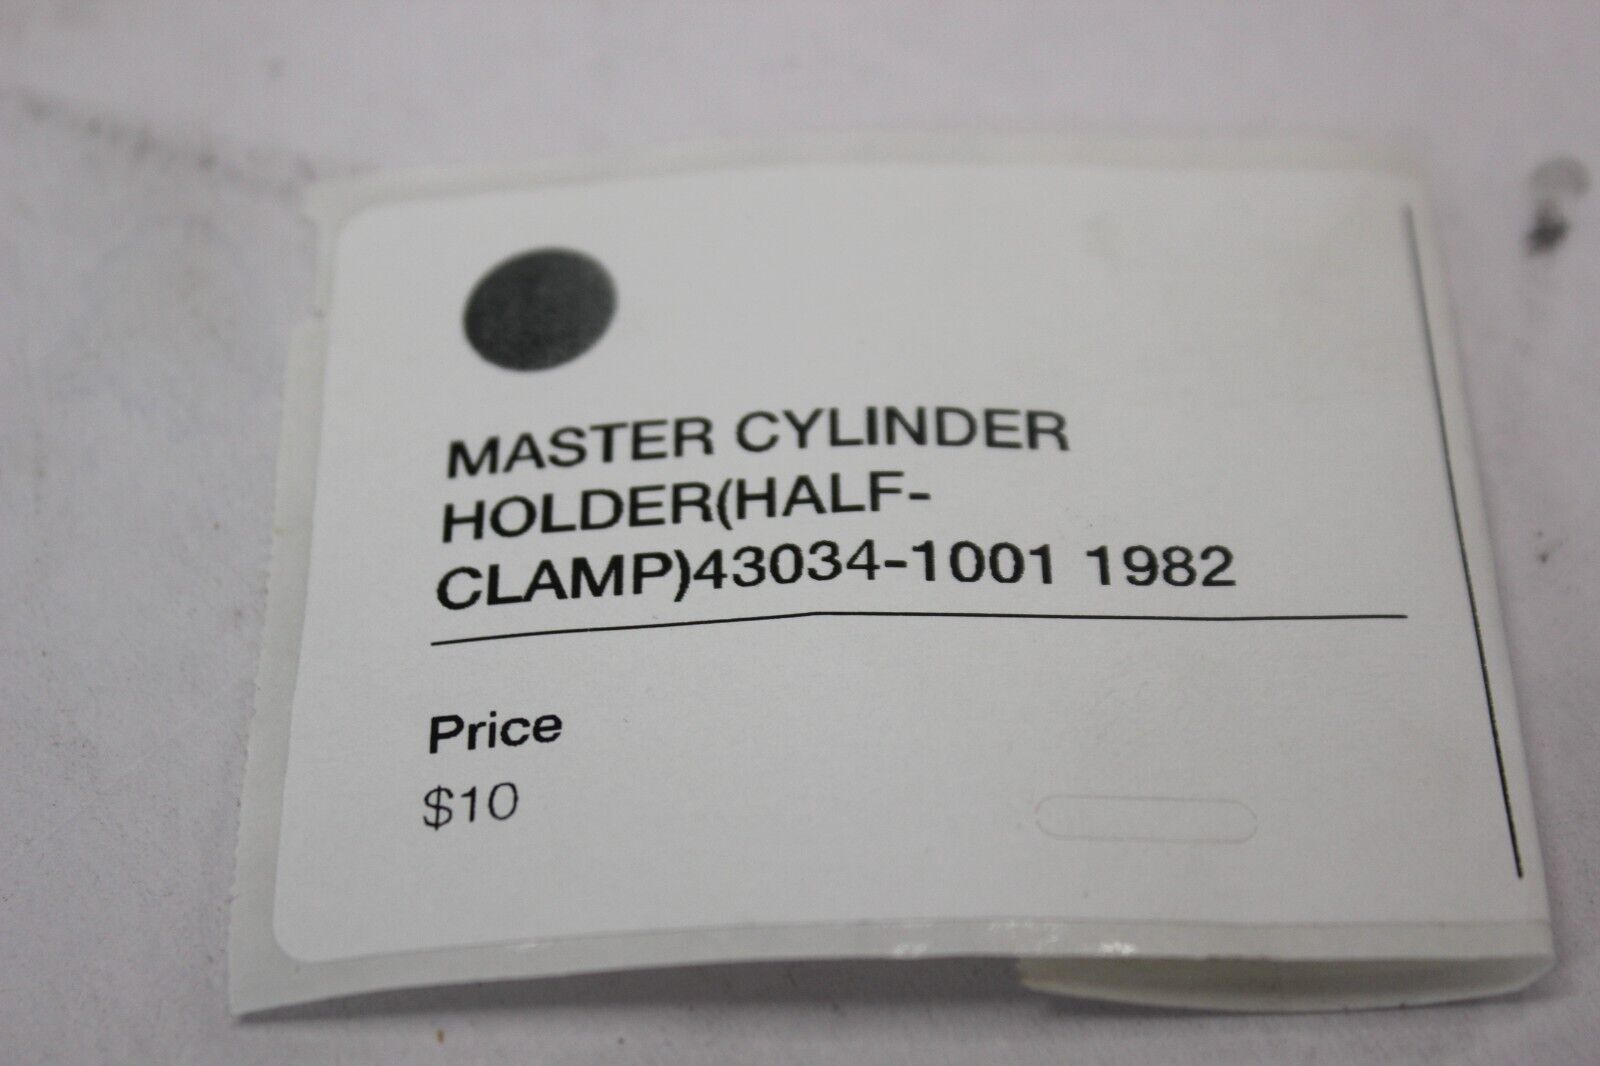 MASTER CYLINDER
HOLDER(HALF-
CLAMP)43034-1001 1982
Price
$10